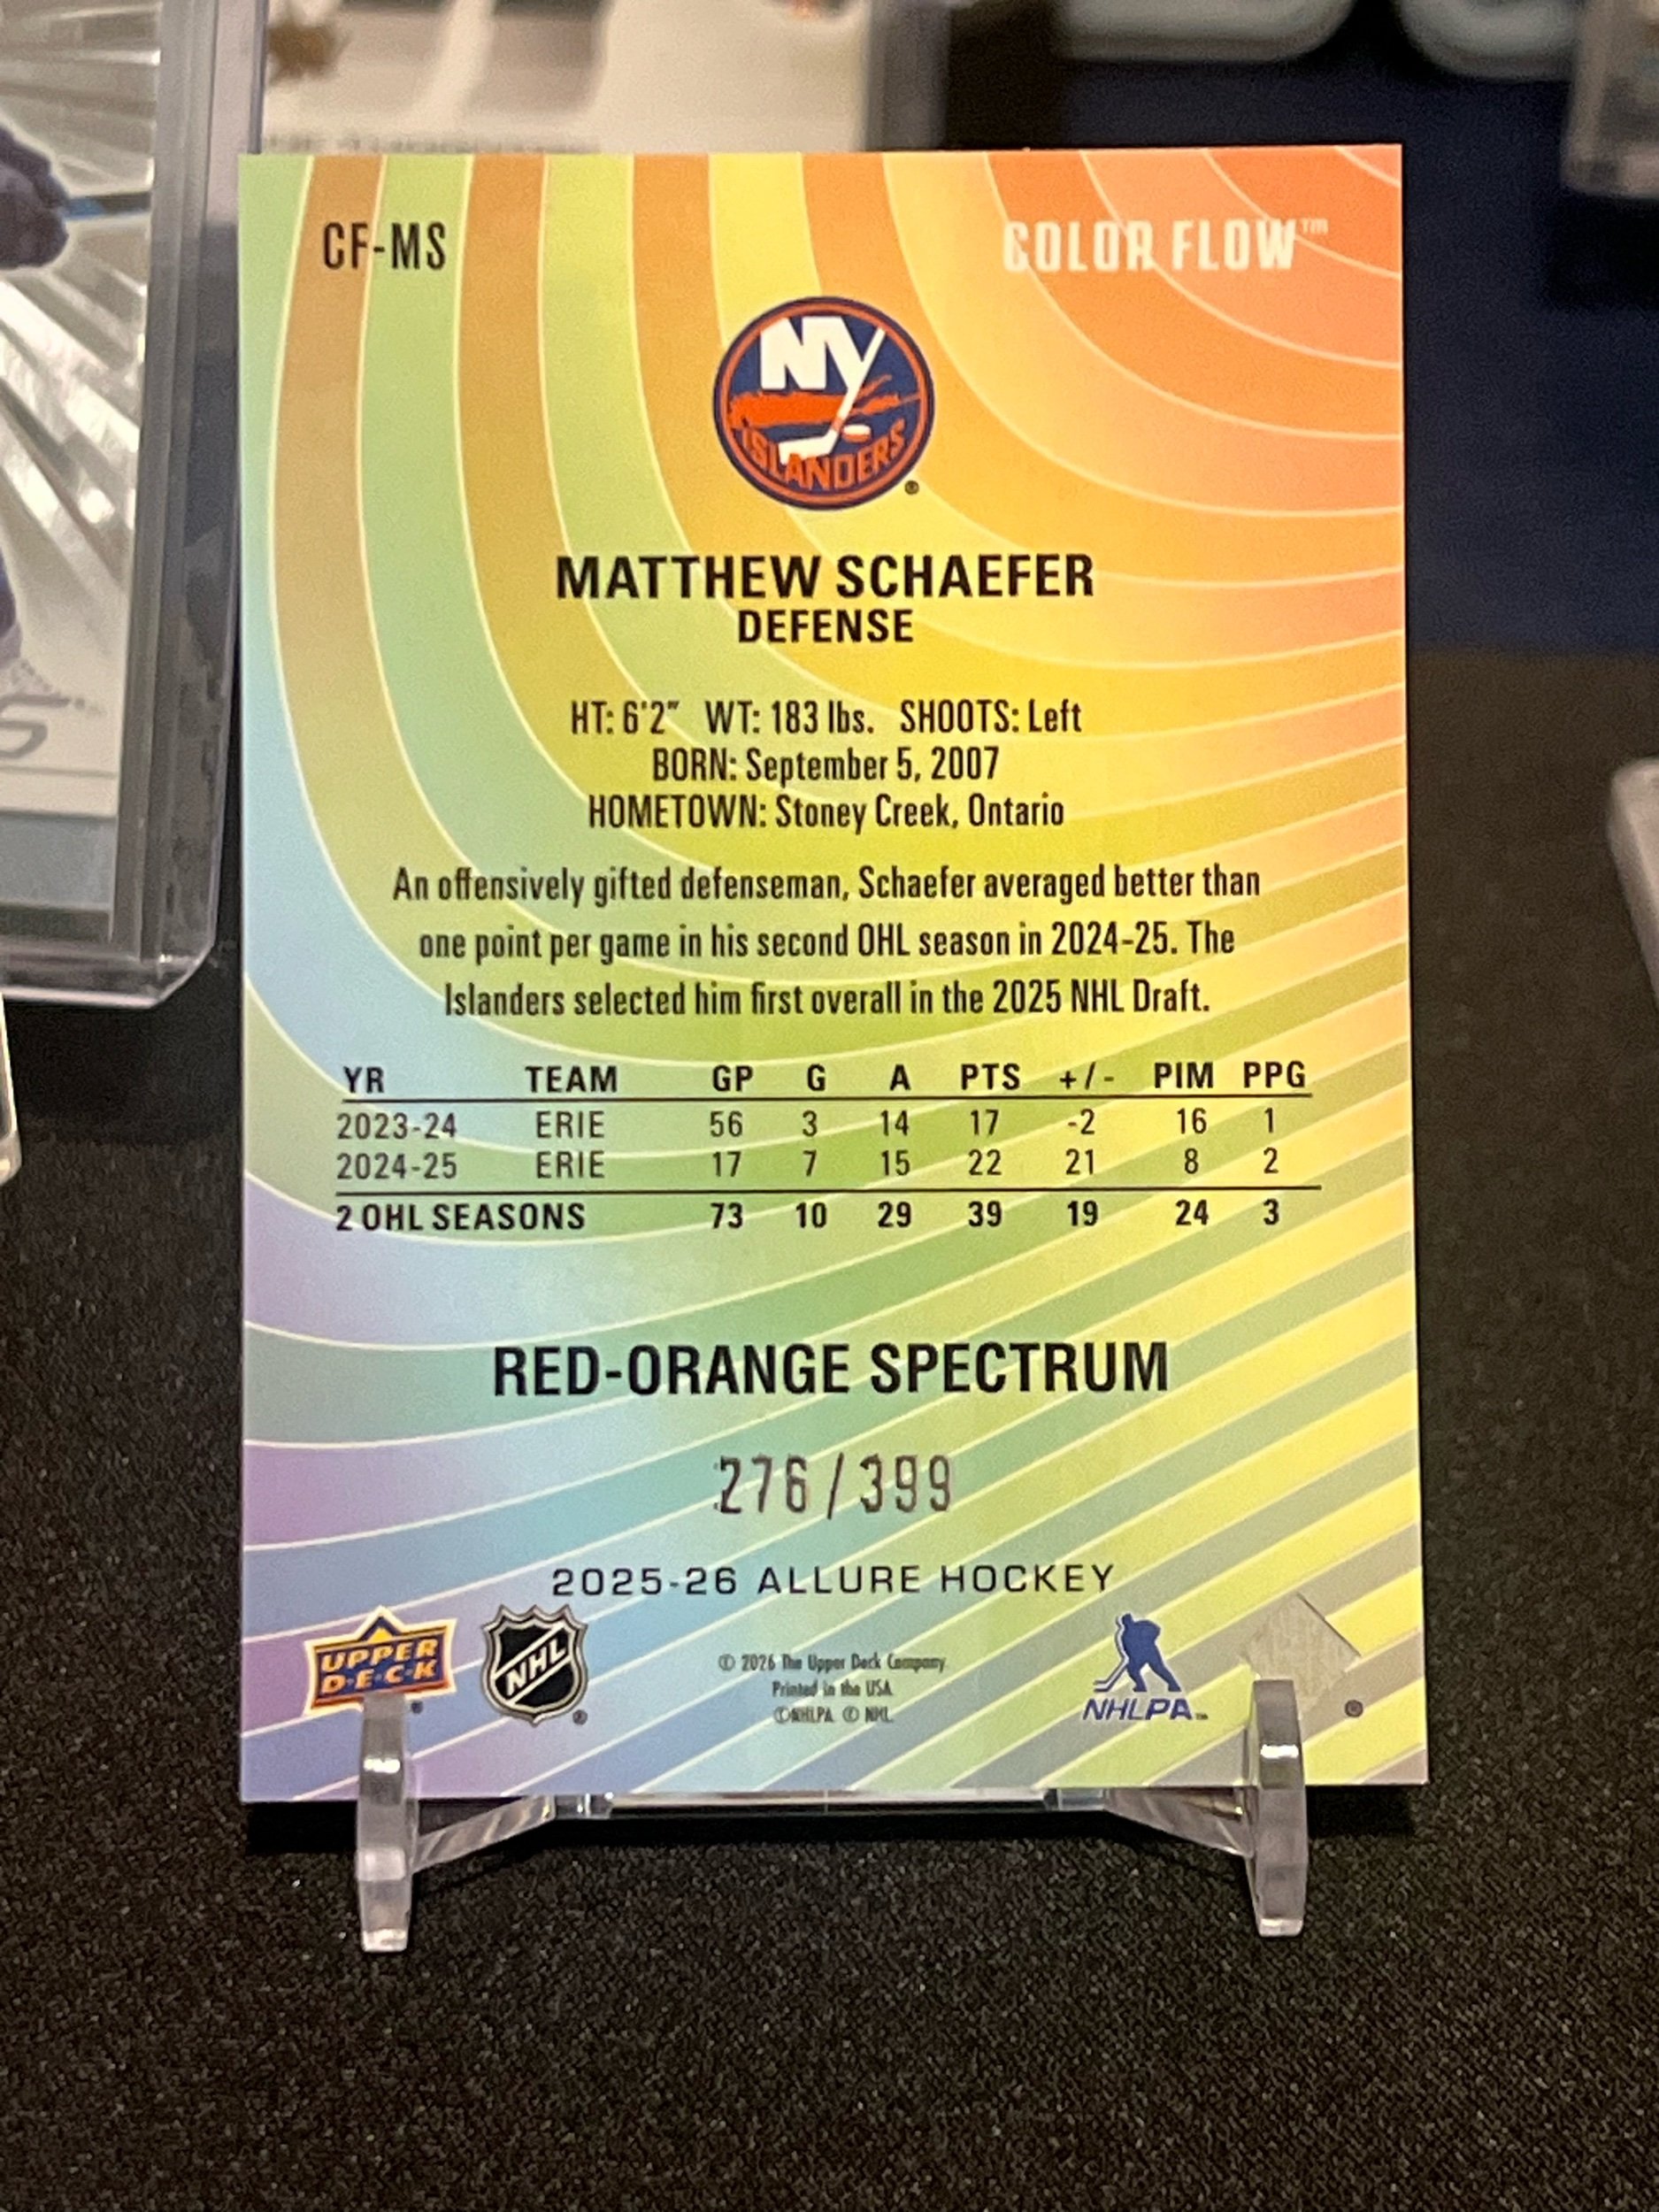 CF-MS
COLOR FLOW™
NY
ISLANDERS
®
MATTHEW SCHAEFER
DEFENSE
HT: 6'2" WT: 183 lbs. SHOOTS: Left
BORN: September 5, 2007
HOMETOWN: Stoney Creek, Ontario
An offensively gifted defenseman, Schaefer averaged better than
one point per game in his second OHL season in 2024-25. The
Islanders selected him first overall in the 2025 NHL Draft.
YR TEAM GP G A PTS +/- PIM PPG
2023-24 ERIE 56 3 14 17 -2 16 1
2024-25 ERIE 17 7 15 22 21 8 2
2 OHL SEASONS 73 10 29 39 19 24 3
RED-ORANGE SPECTRUM
276/399
2025-26 ALLURE HOCKEY
UPPER
D·E·C·K
®
NHL
®
© 2026 The Upper Deck Company
Printed in the USA
©NHLPA © NHL
NHLPA™
®